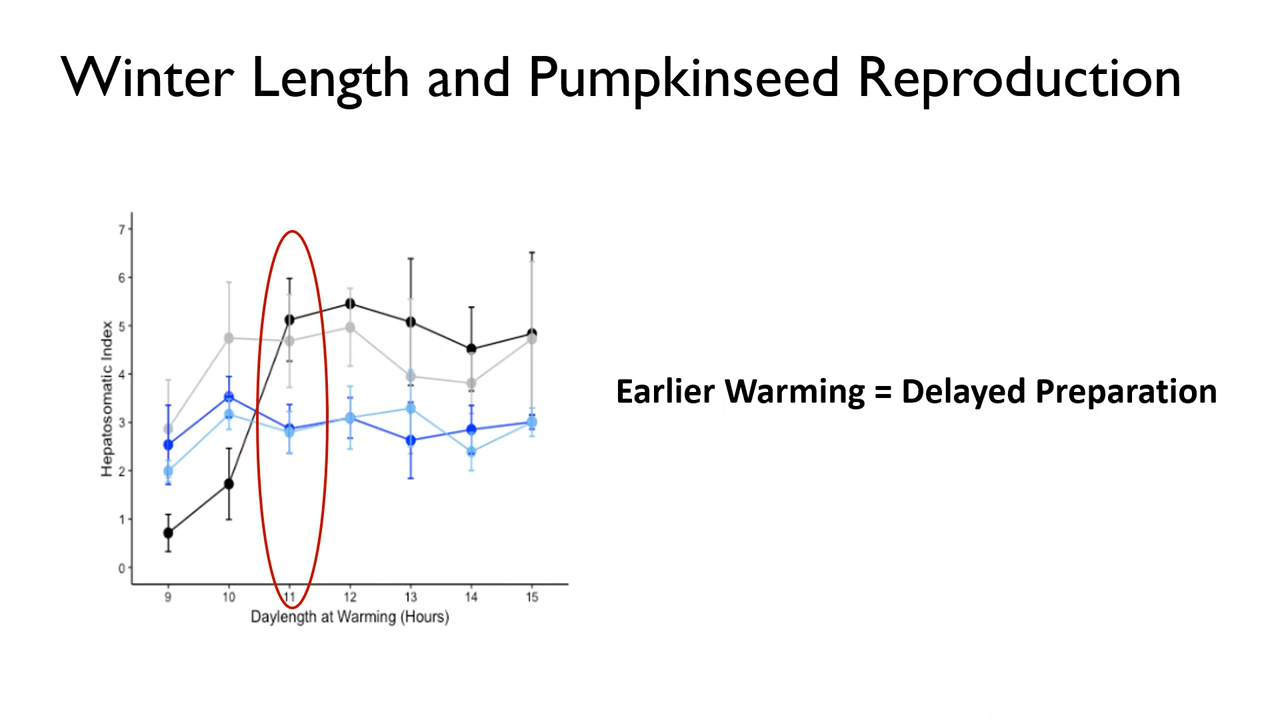 Winter Length and Pumpkinseed Reproduction
7
6
5
4
3
2
1
0
Hepatosomatic Index
9 10 11 12 13 14 15
Daylength at Warming (Hours)
Earlier Warming = Delayed Preparation